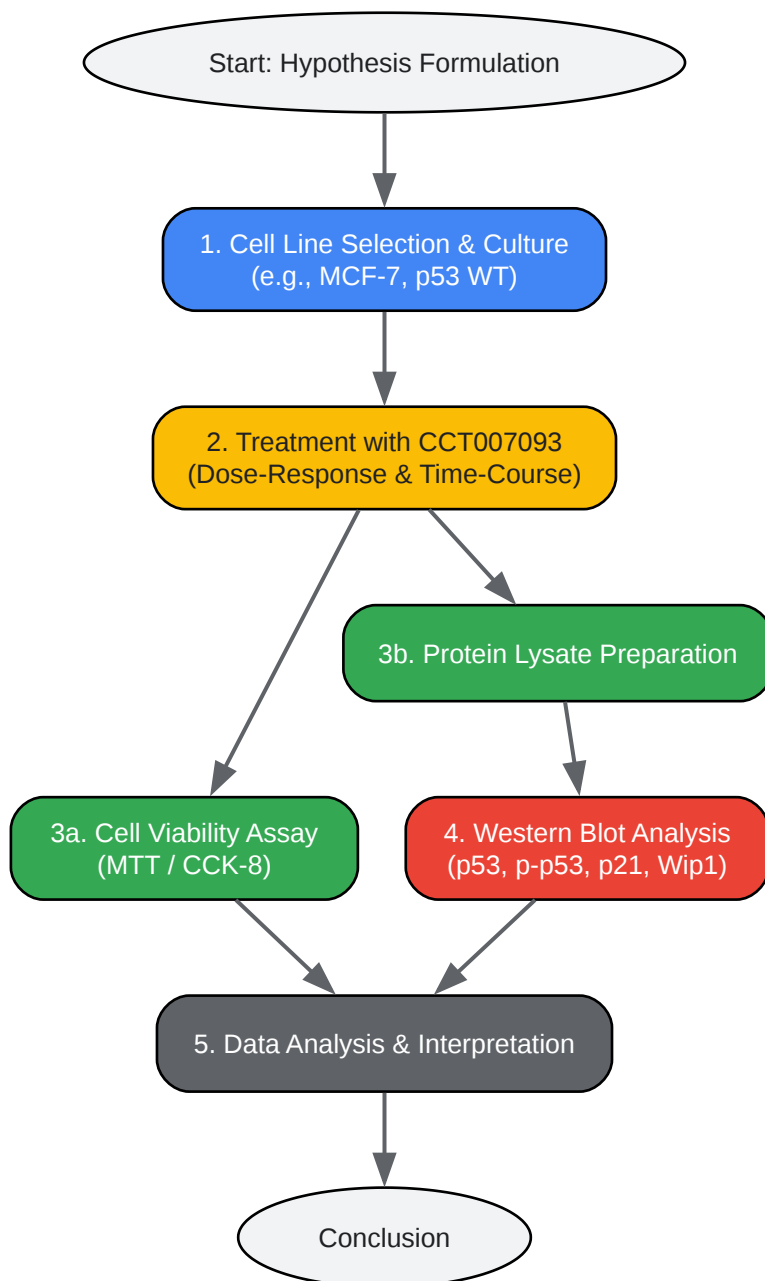 Start: Hypothesis Formulation
1. Cell Line Selection & Culture
(e.g., MCF-7, p53 WT)
2. Treatment with CCT007093
(Dose-Response & Time-Course)
3b. Protein Lysate Preparation
3a. Cell Viability Assay
(MTT / CCK-8)
4. Western Blot Analysis
(p53, p-p53, p21, Wip1)
5. Data Analysis & Interpretation
Conclusion